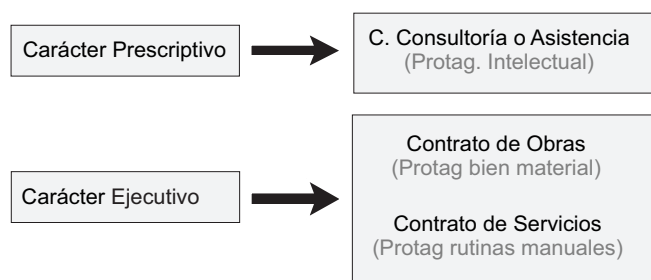 Carácter Prescriptivo
C. Consultoría o Asistencia
(Protag. Intelectual)
Carácter Ejecutivo
Contrato de Obras
(Protag bien material)
Contrato de Servicios
(Protag rutinas manuales)